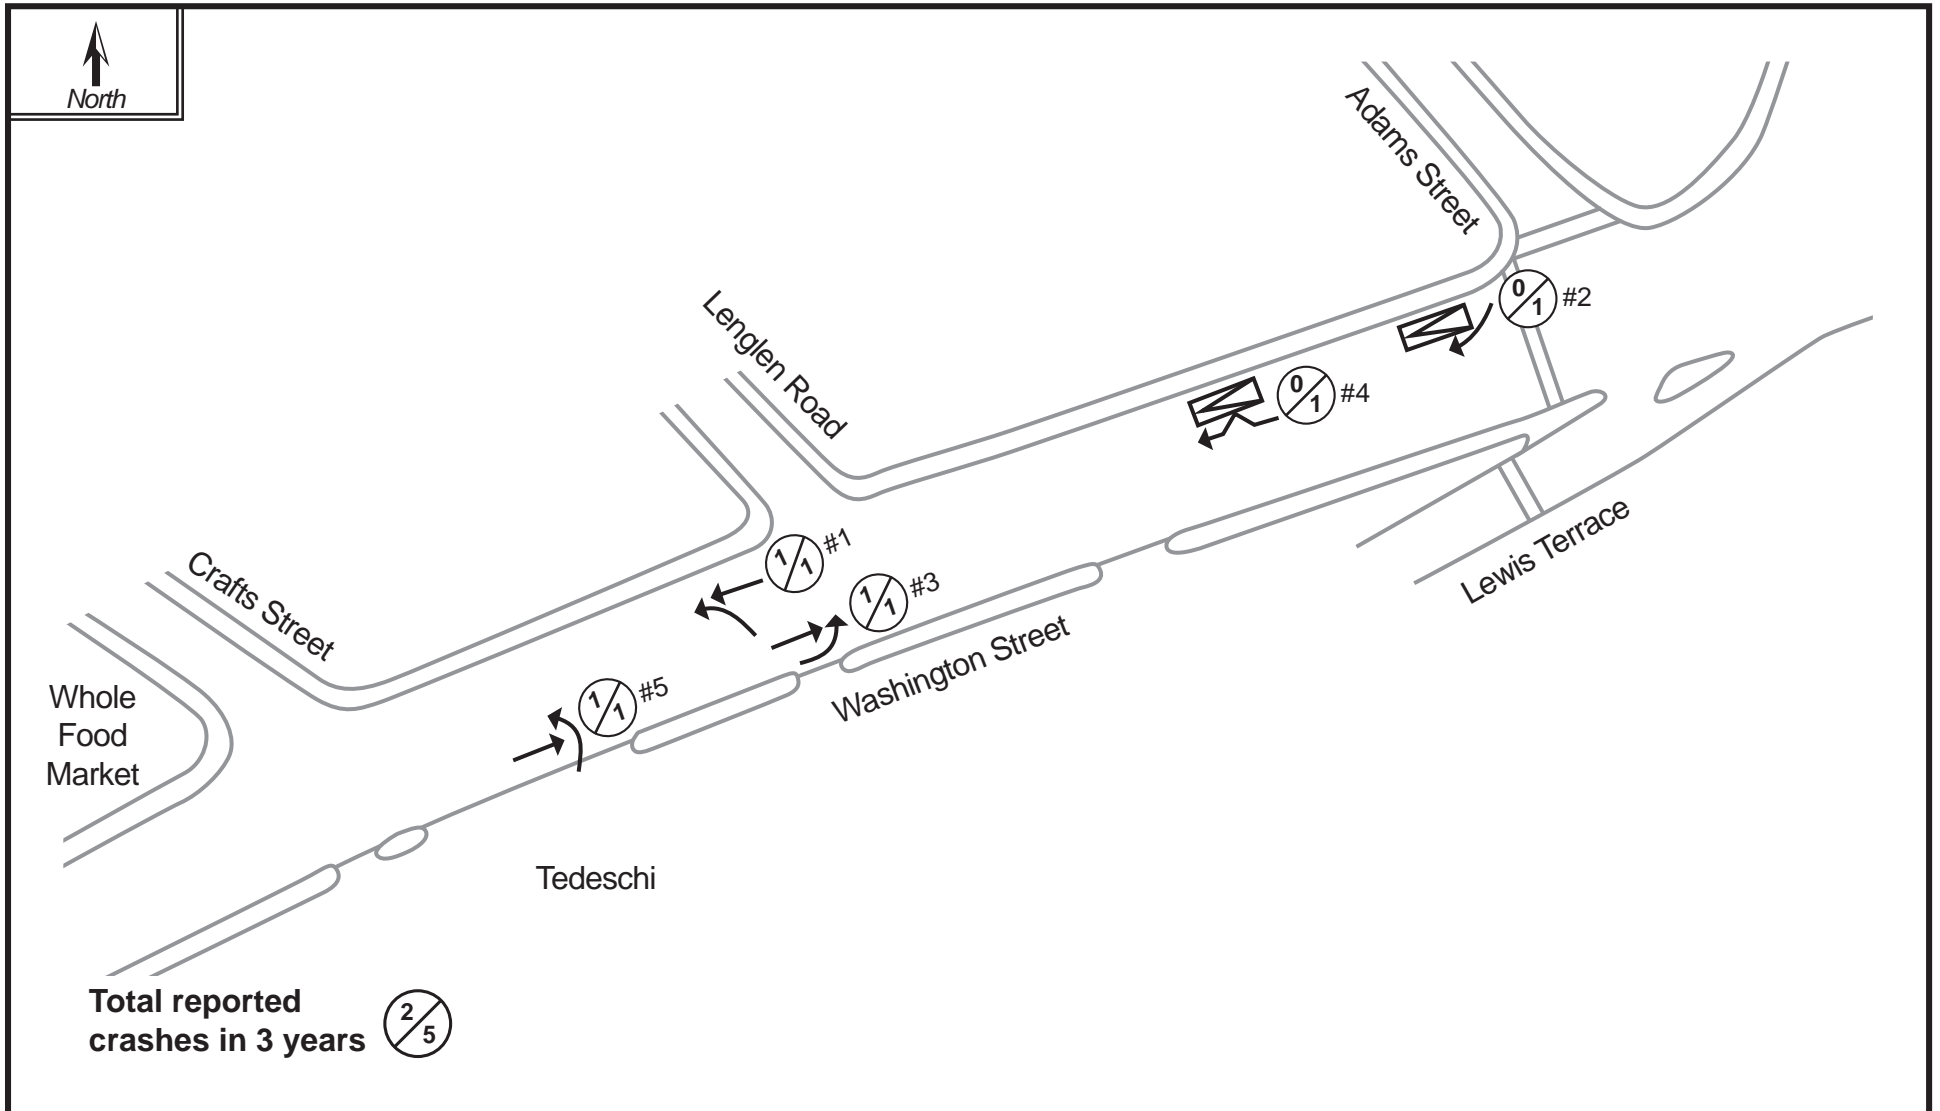 North
Adams Street
0/1 #2
Lenglen Road
0/1 #4
1/1 #1
Crafts Street
1/1 #3
Lewis Terrace
Washington Street
1/1 #5
Whole
Food
Market
Tedeschi
Total reported
crashes in 3 years 2/5